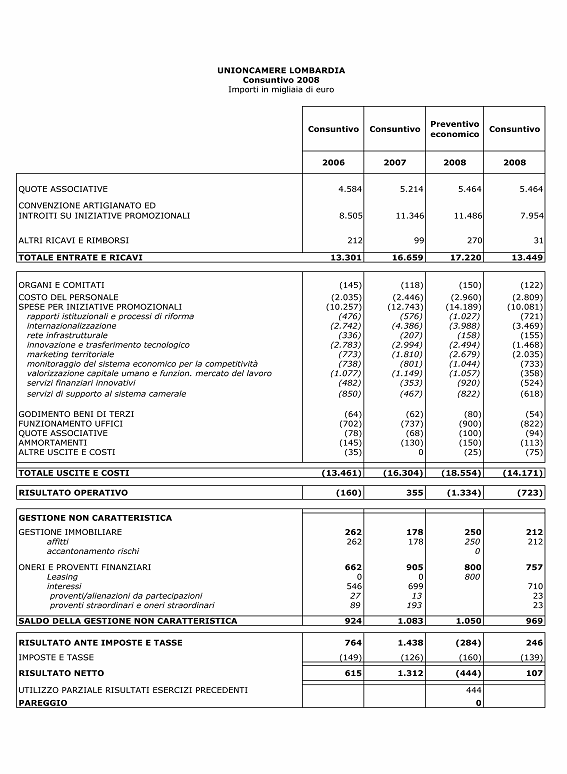 UNIONCAMERE LOMBARDIA
Consuntivo 2008
Importi in migliaia di euro
Consuntivo Consuntivo Preventivo economico Consuntivo
2006 2007 2008 2008
QUOTE ASSOCIATIVE 4.584 5.214 5.464 5.464
CONVENZIONE ARTIGIANATO ED
INTROITI SU INIZIATIVE PROMOZIONALI 8.505 11.346 11.486 7.954
ALTRI RICAVI E RIMBORSI 212 99 270 31
TOTALE ENTRATE E RICAVI 13.301 16.659 17.220 13.449
ORGANI E COMITATI (145) (118) (150) (122)
COSTO DEL PERSONALE (2.035) (2.446) (2.960) (2.809)
SPESE PER INIZIATIVE PROMOZIONALI (10.257) (12.743) (14.189) (10.081)
rapporti istituzionali e processi di riforma (476) (576) (1.027) (721)
internazionalizzazione (2.742) (4.386) (3.988) (3.469)
rete infrastrutturale (336) (207) (158) (155)
innovazione e trasferimento tecnologico (2.783) (2.994) (2.494) (1.468)
marketing territoriale (773) (1.810) (2.679) (2.035)
monitoraggio del sistema economico per la competitività (738) (801) (1.044) (733)
valorizzazione capitale umano e funzion. mercato del lavoro (1.077) (1.149) (1.057) (358)
servizi finanziari innovativi (482) (353) (920) (524)
servizi di supporto al sistema camerale (850) (467) (822) (618)
GODIMENTO BENI DI TERZI (64) (62) (80) (54)
FUNZIONAMENTO UFFICI (702) (737) (900) (822)
QUOTE ASSOCIATIVE (78) (68) (100) (94)
AMMORTAMENTI (145) (130) (150) (113)
ALTRE USCITE E COSTI (35) 0 (25) (75)
TOTALE USCITE E COSTI (13.461) (16.304) (18.554) (14.171)
RISULTATO OPERATIVO (160) 355 (1.334) (723)
GESTIONE NON CARATTERISTICA
GESTIONE IMMOBILIARE 262 178 250 212
affitti 262 178 250 212
accantonamento rischi 0
ONERI E PROVENTI FINANZIARI 662 905 800 757
Leasing 0 0 800
interessi 546 699 710
proventi/alienazioni da partecipazioni 27 13 23
proventi straordinari e oneri straordinari 89 193 23
SALDO DELLA GESTIONE NON CARATTERISTICA 924 1.083 1.050 969
RISULTATO ANTE IMPOSTE E TASSE 764 1.438 (284) 246
IMPOSTE E TASSE (149) (126) (160) (139)
RISULTATO NETTO 615 1.312 (444) 107
UTILIZZO PARZIALE RISULTATI ESERCIZI PRECEDENTI 444
PAREGGIO 0